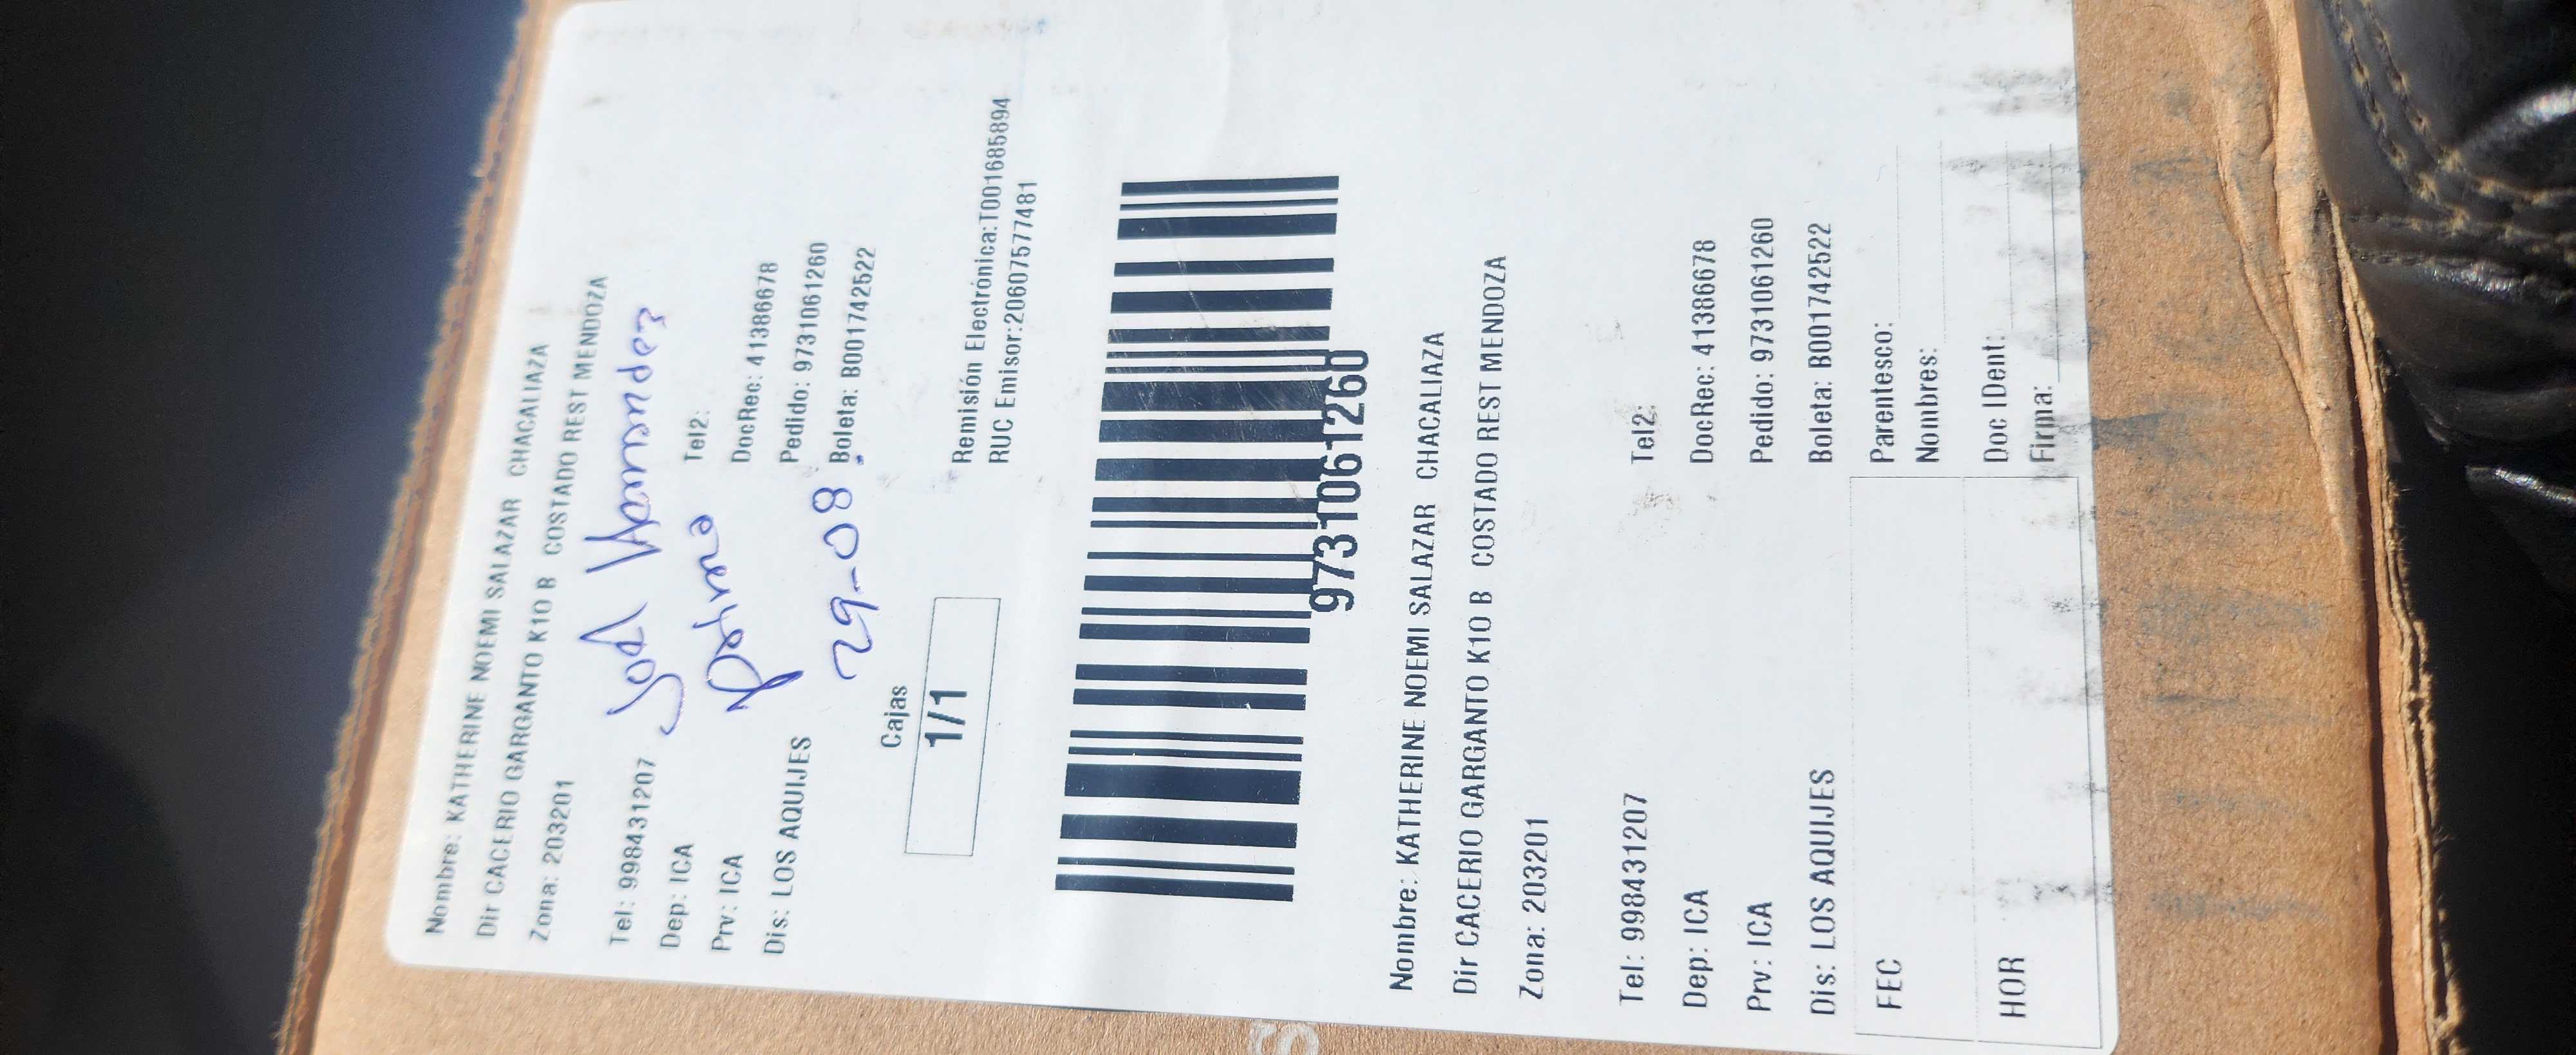 Nombre: KATHERINE NOEMI SALAZAR CHACALIAZA
Dir CACERIO GARGANTO K10 B COSTADO REST MENDOZA
Zona: 203201
Hernandez
Tel: 998431207 Tel2:
Dep: ICA DocRec: 41386678
Prv: ICA Pedido: 9731061260
Dis: LOS AQUIJES Boleta: B001742522
29-08
Cajas
1/1
Remisión Electrónica:T001685894
RUC Emisor:20607577481
9731061260
Nombre: KATHERINE NOEMI SALAZAR CHACALIAZA
Dir CACERIO GARGANTO K10 B COSTADO REST MENDOZA
Zona: 203201
Tel: 998431207 Tel2:
Dep: ICA DocRec: 41386678
Prv: ICA Pedido: 9731061260
Dis: LOS AQUIJES Boleta: B001742522
FEC Parentesco:
Nombres:
HOR Doc IDent:
Firma: